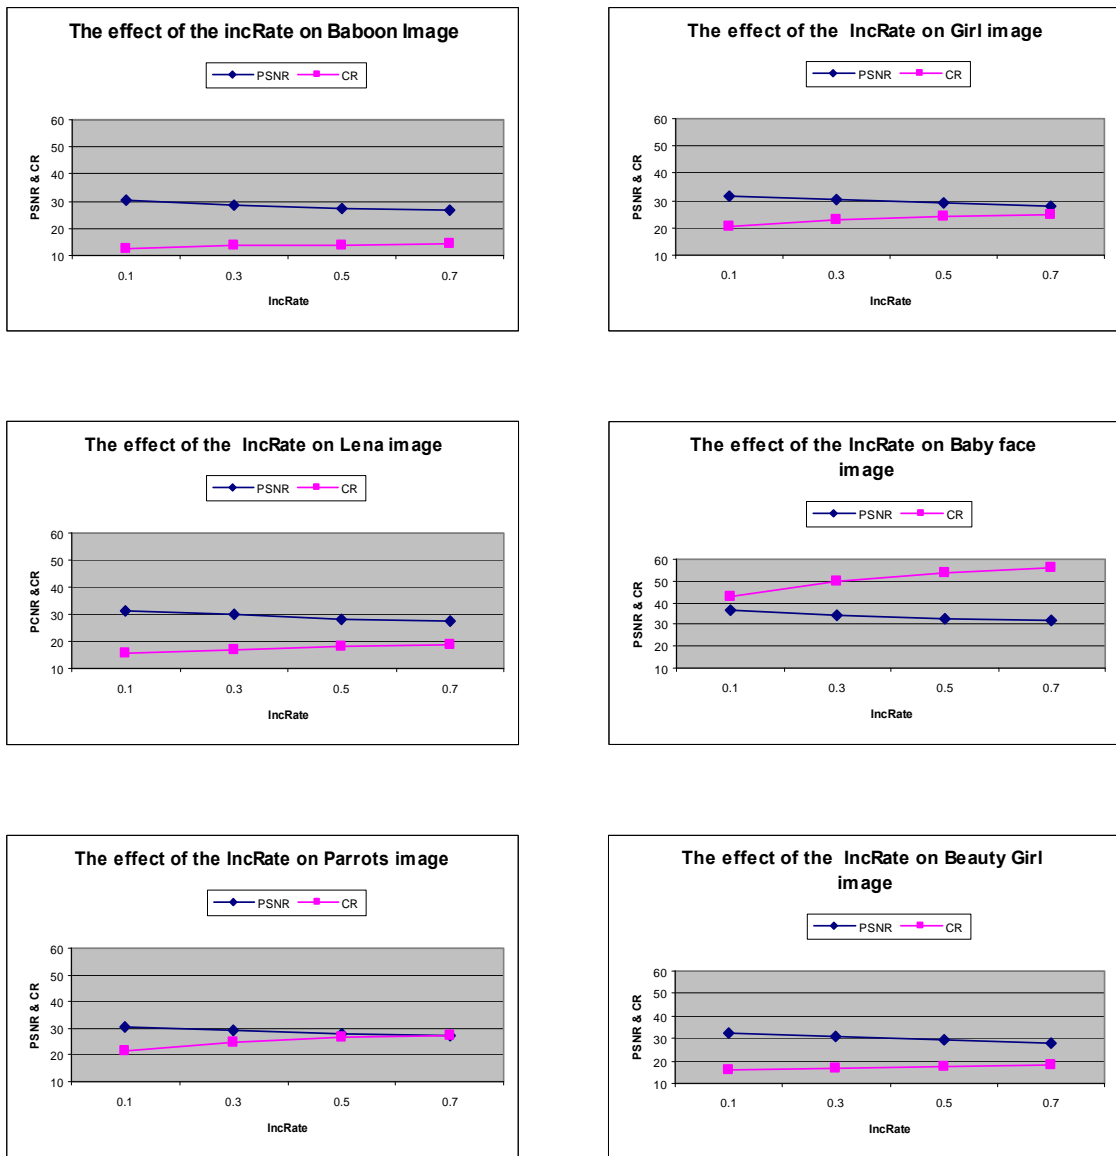 The effect of the incRate on Baboon Image
PSNR CR
60
50
40
30
20
10
PSNR & CR
0.1 0.3 0.5 0.7
IncRate
The effect of the IncRate on Girl image
PSNR CR
60
50
40
30
20
10
PSNR & CR
0.1 0.3 0.5 0.7
IncRate
The effect of the IncRate on Lena image
PSNR CR
60
50
40
30
20
10
PCNR &CR
0.1 0.3 0.5 0.7
IncRate
The effect of the IncRate on Baby face
image
PSNR CR
60
50
40
30
20
10
PSNR & CR
0.1 0.3 0.5 0.7
IncRate
The effect of the IncRate on Parrots image
PSNR CR
60
50
40
30
20
10
PSNR & CR
0.1 0.3 0.5 0.7
IncRate
The effect of the IncRate on Beauty Girl
image
PSNR CR
60
50
40
30
20
10
PSNR & CR
0.1 0.3 0.5 0.7
IncRate